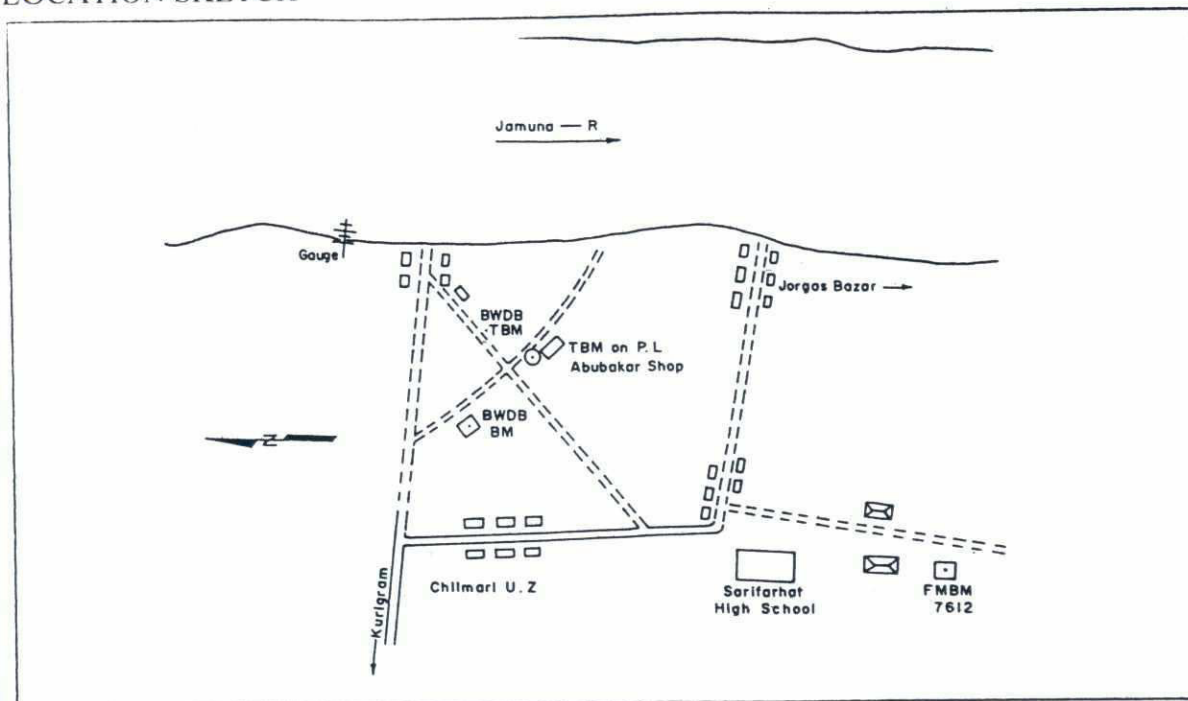 LOCATION SKETCH
Jamuna — R
Gauge
Jorgas Bazar
BWDB
TBM
TBM on P.L
Abubakar Shop
BWDB
BM
N
Chilmari U.Z
Kurigram
Sarifarhat
High School
FMBM
7612